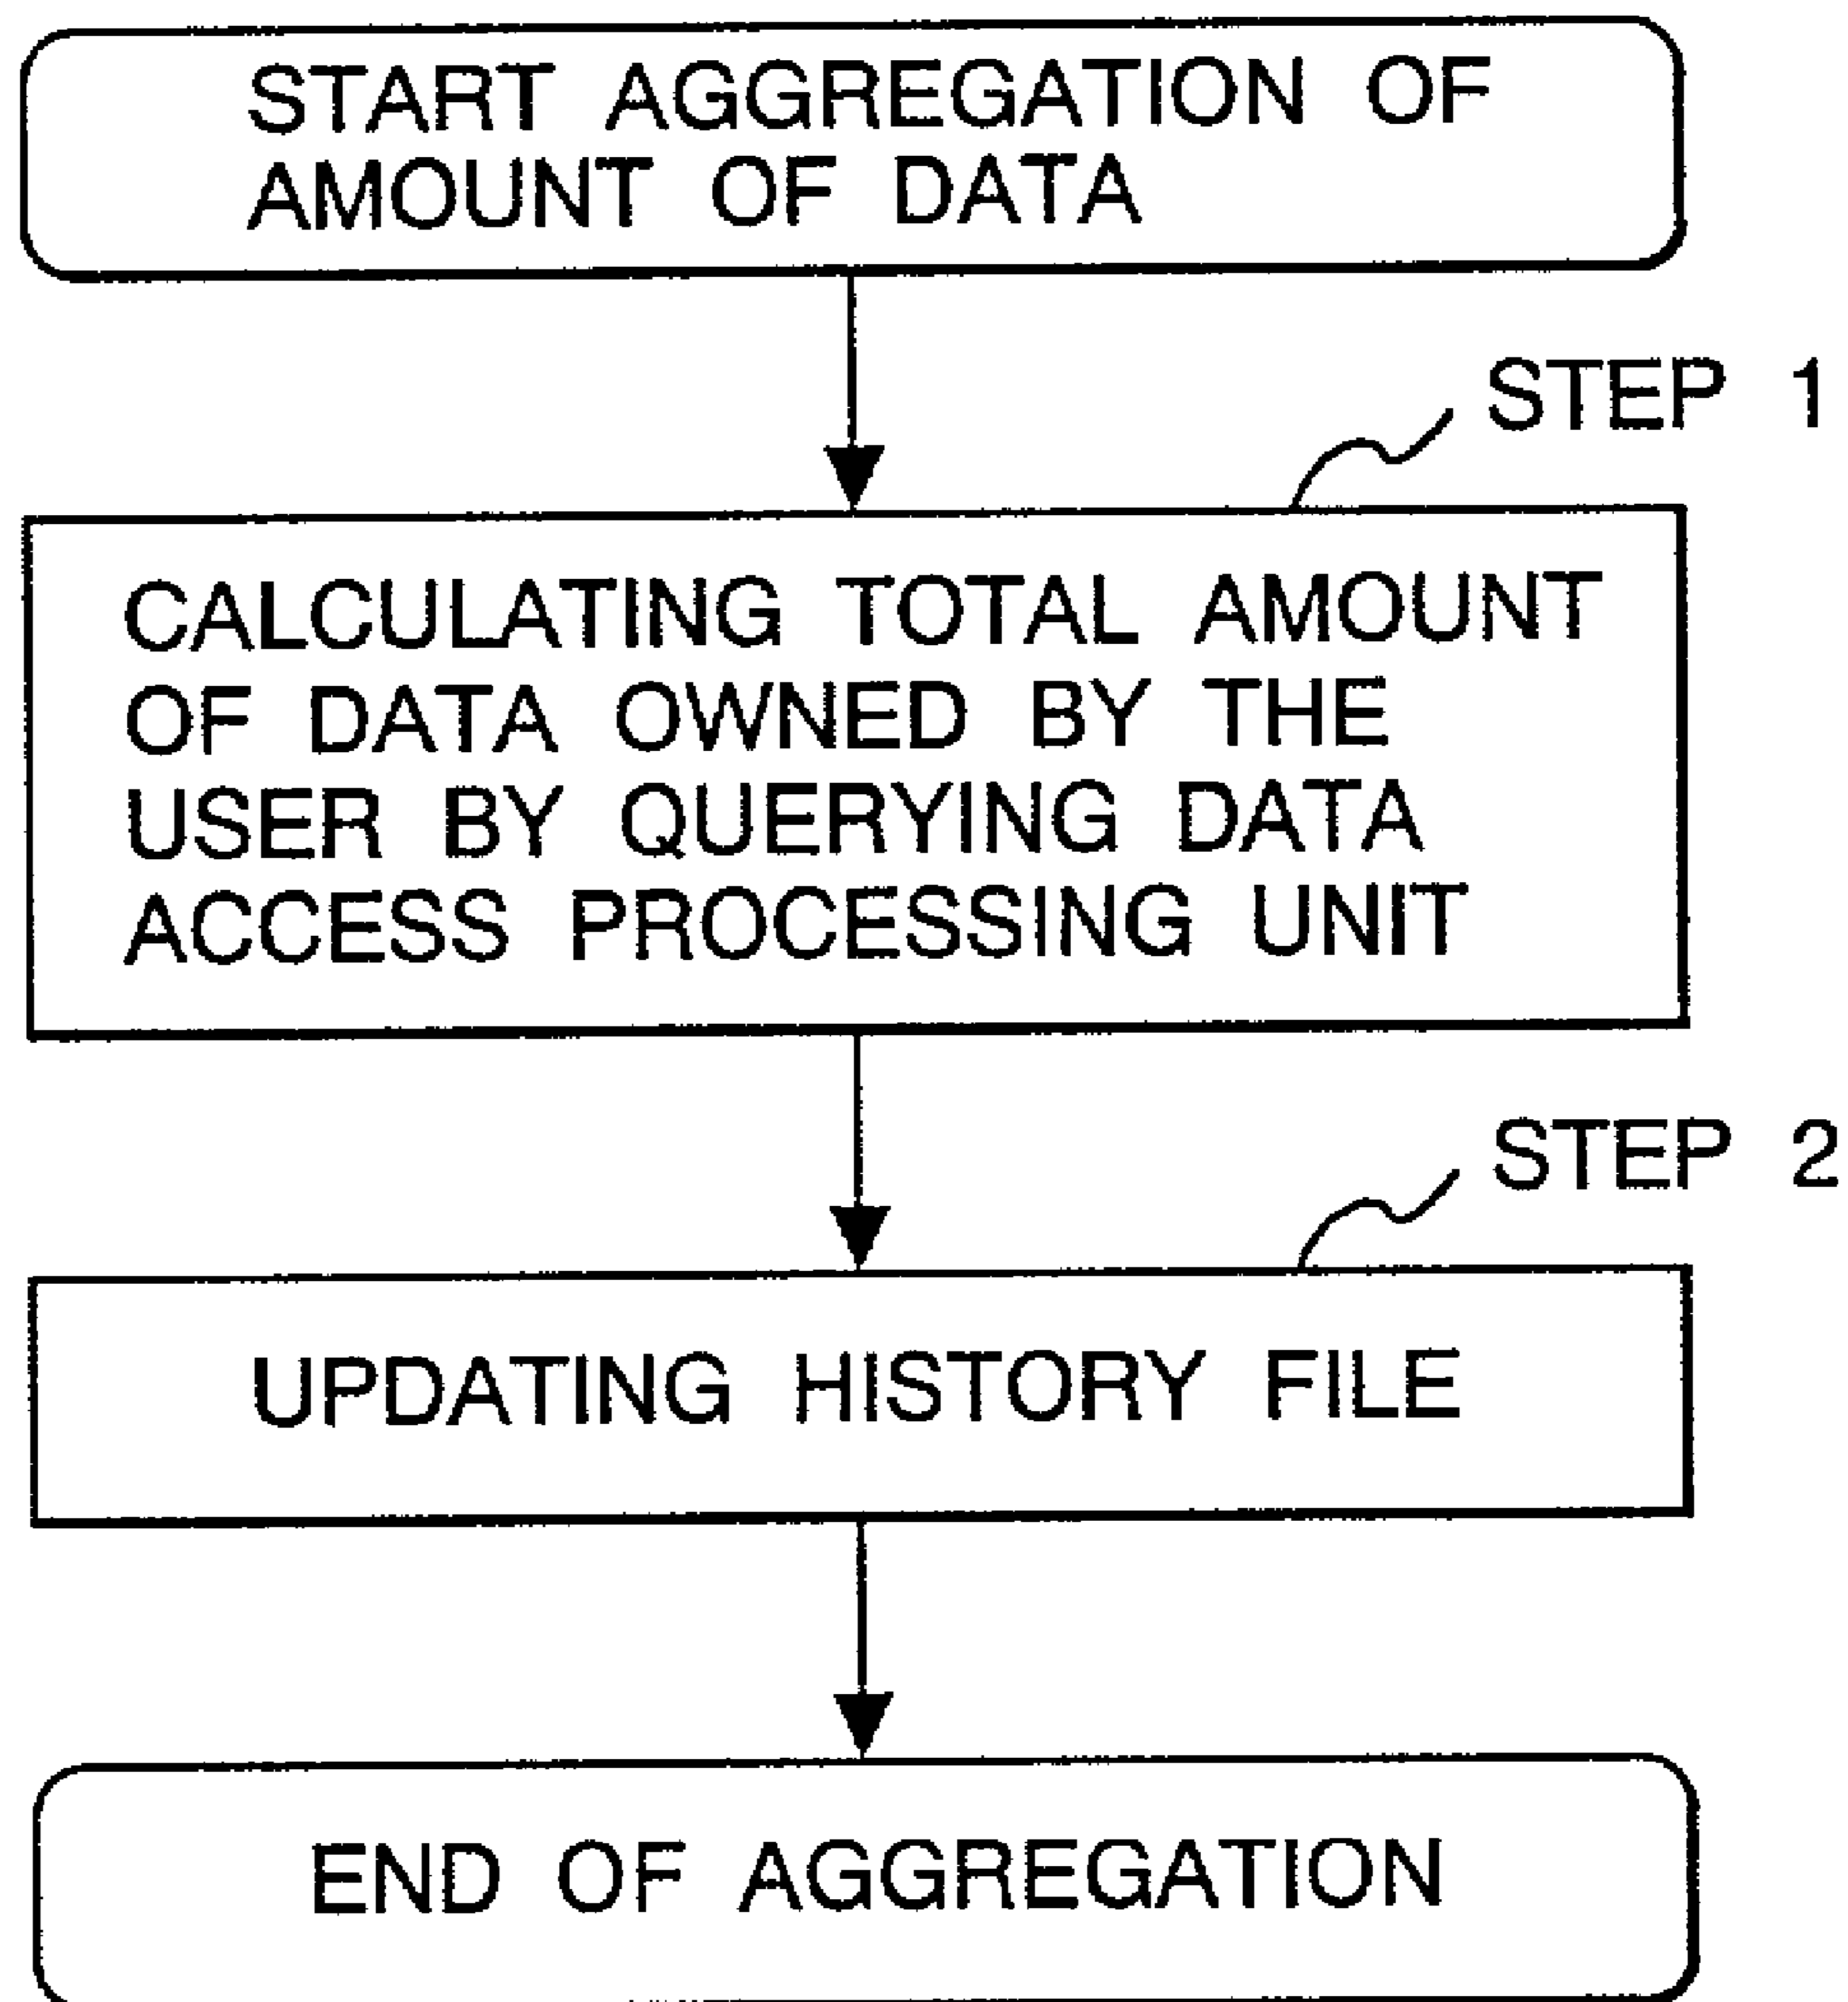 START AGGREGATION OF
AMOUNT OF DATA
STEP 1
CALCULATING TOTAL AMOUNT
OF DATA OWNED BY THE
USER BY QUERYING DATA
ACCESS PROCESSING UNIT
STEP 2
UPDATING HISTORY FILE
END OF AGGREGATION